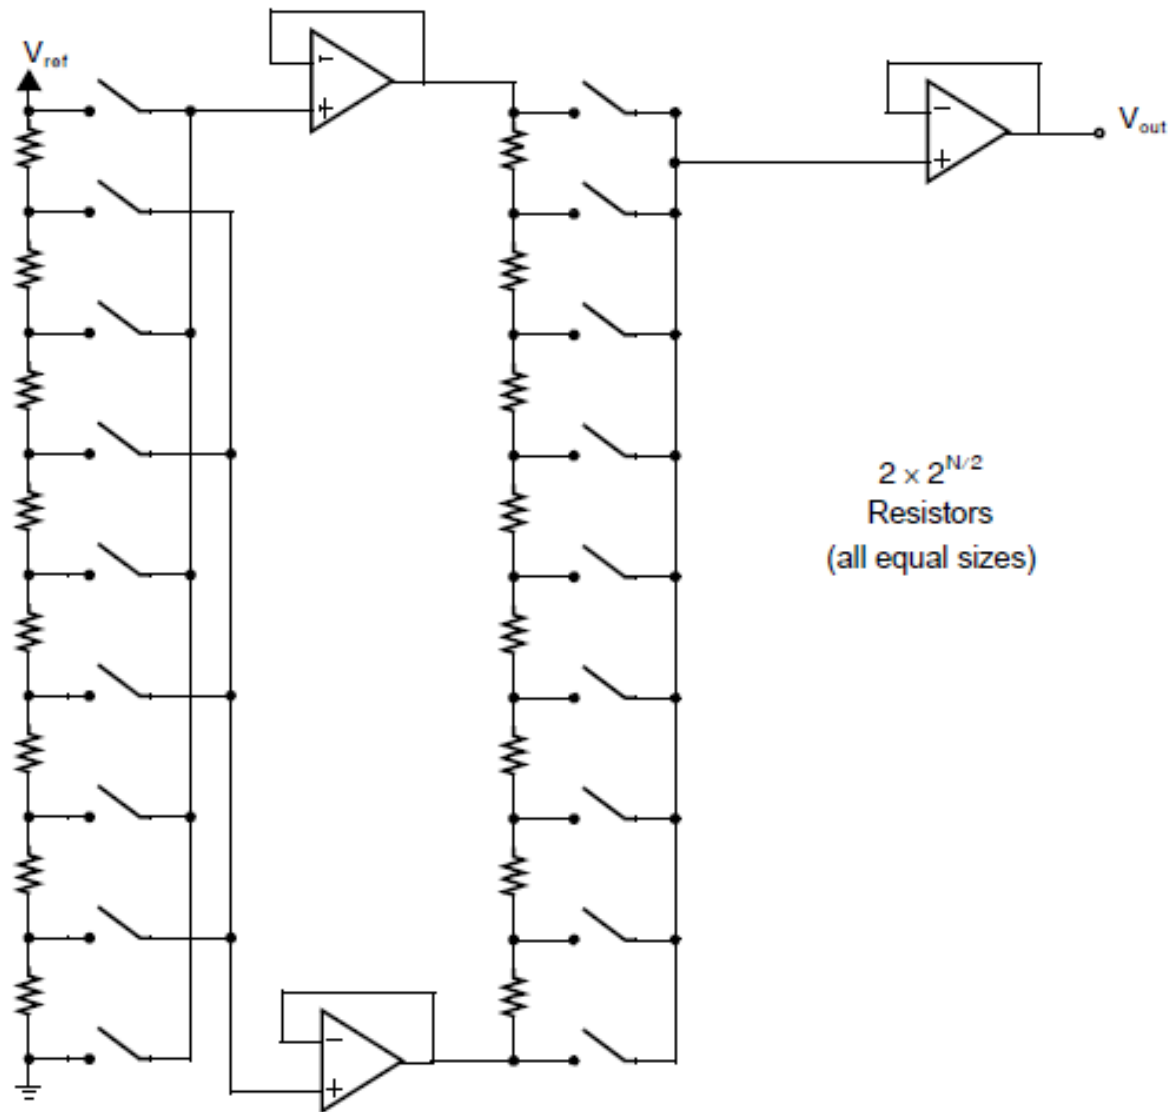 V_ref
−
+
−
+
V_out
2 × 2^{N/2}
Resistors
(all equal sizes)
−
+